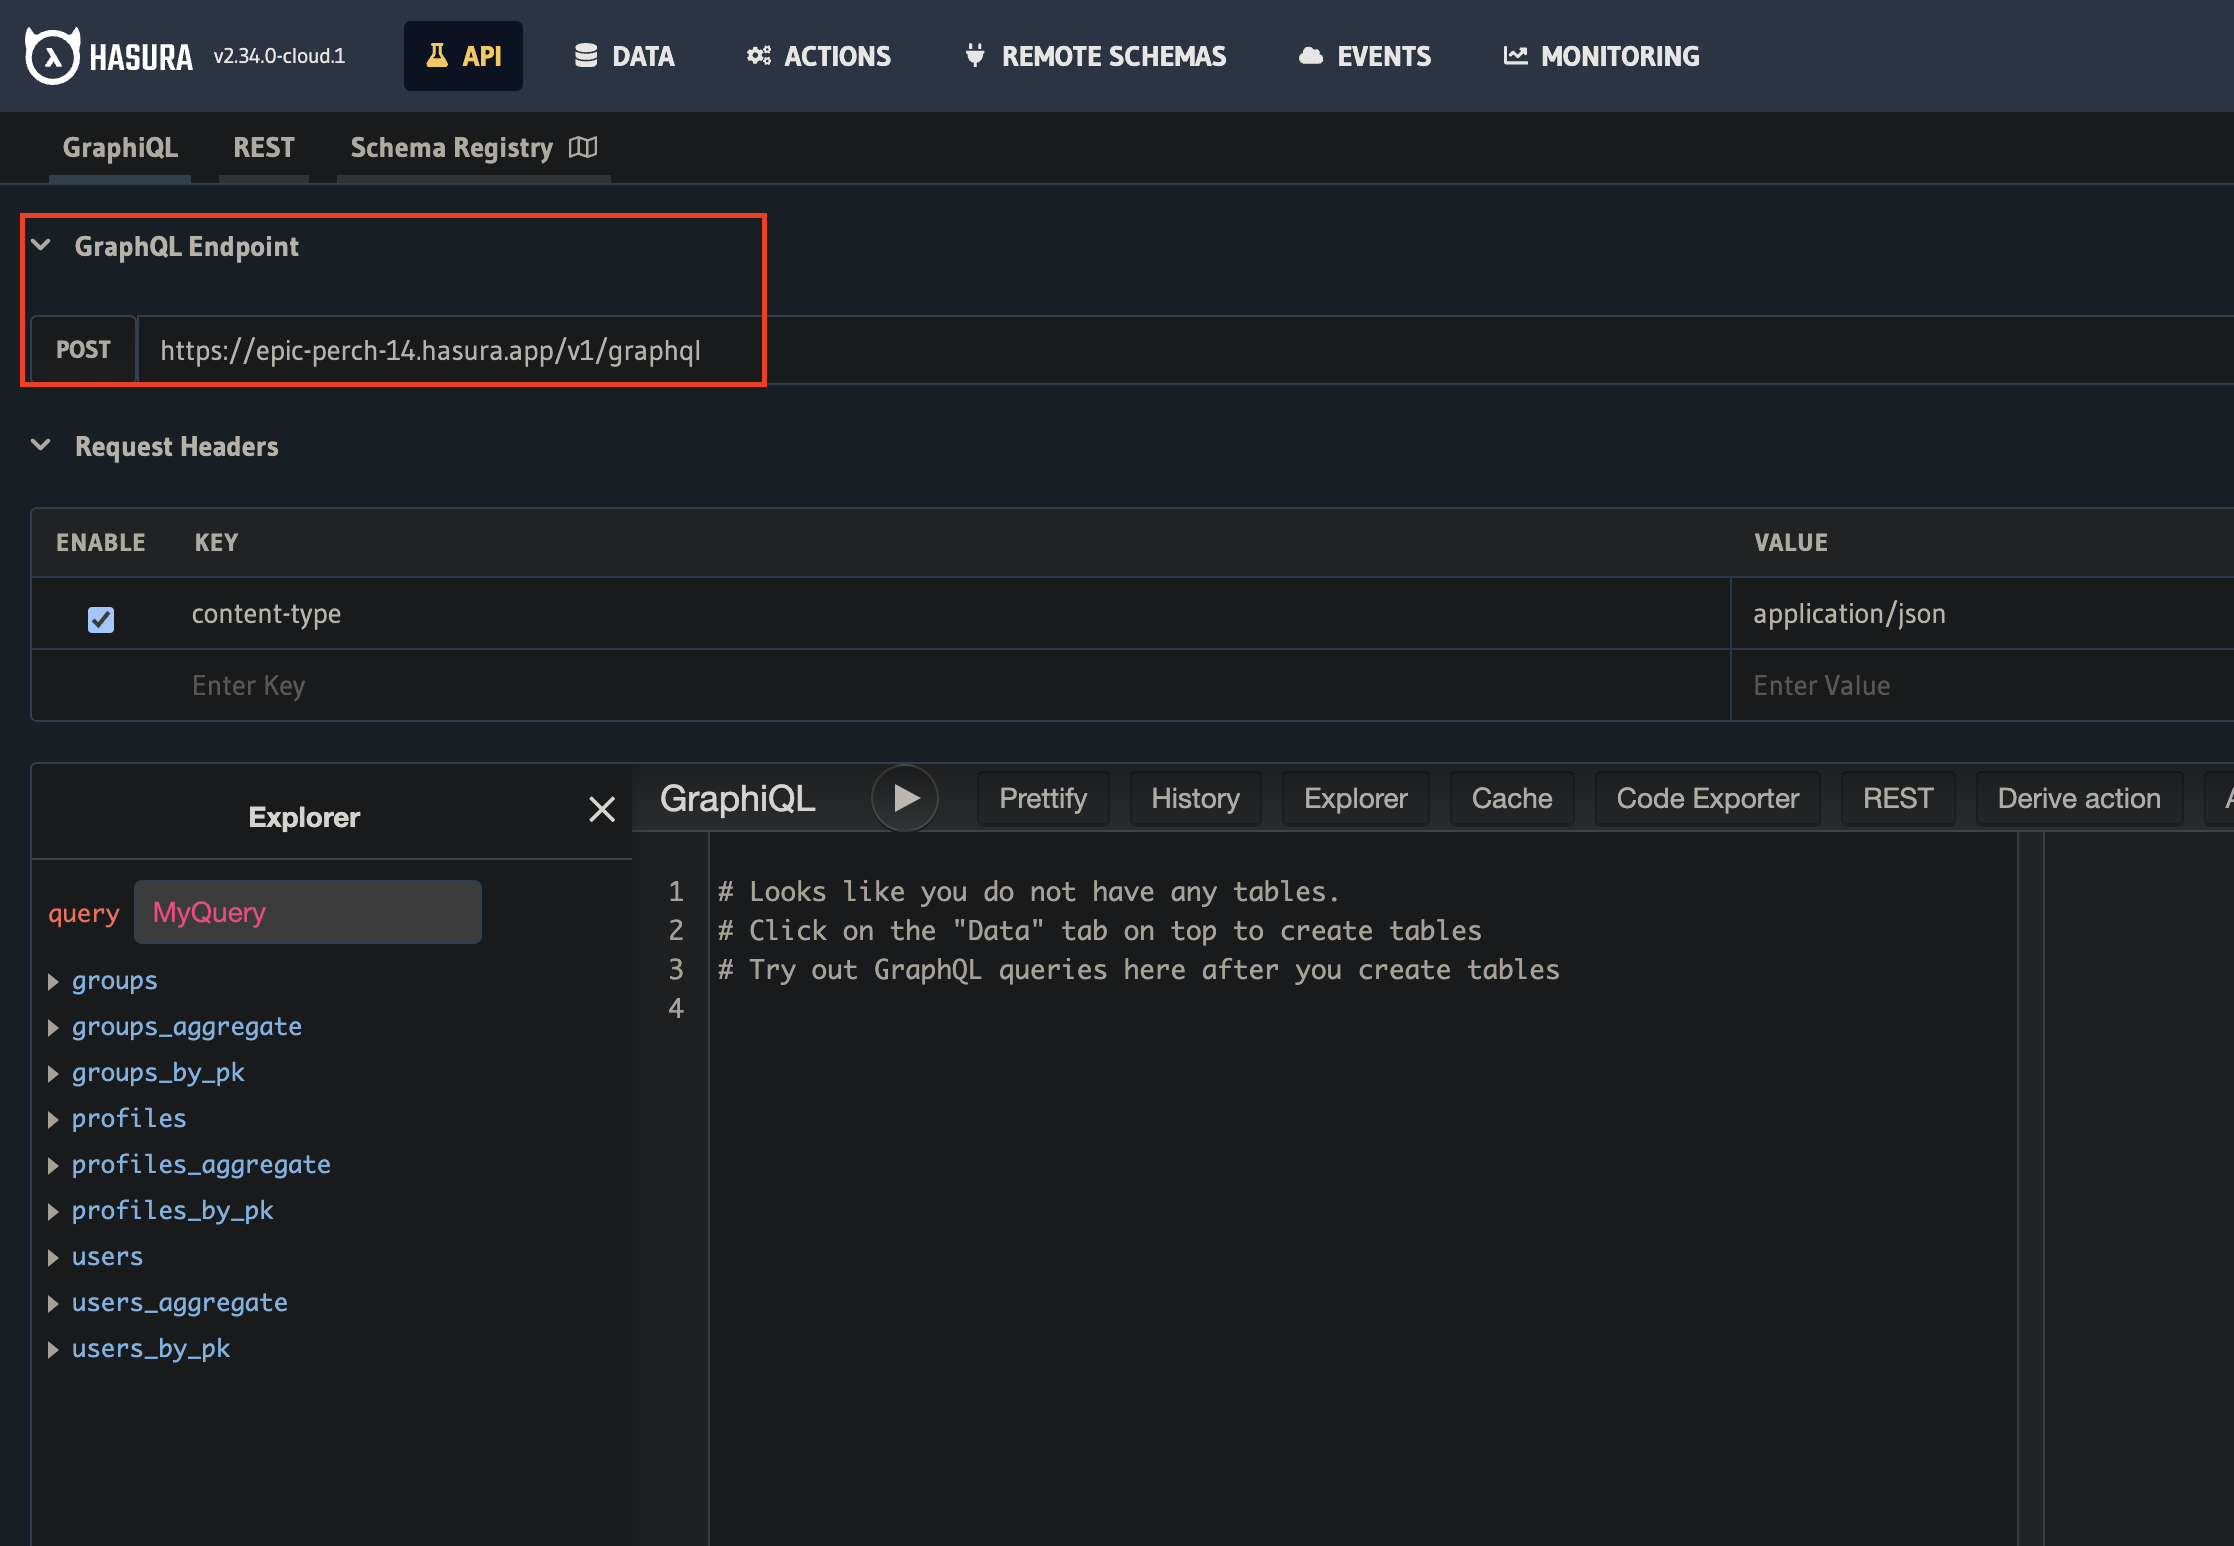 HASURA v2.34.0-cloud.1 API DATA ACTIONS REMOTE SCHEMAS EVENTS MONITORING
GraphiQL REST Schema Registry
GraphQL Endpoint
POST https://epic-perch-14.hasura.app/v1/graphql
Request Headers
ENABLE KEY VALUE
content-type application/json
Enter Key Enter Value
Explorer
GraphiQL Prettify History Explorer Cache Code Exporter REST Derive action
query MyQuery
groups
groups_aggregate
groups_by_pk
profiles
profiles_aggregate
profiles_by_pk
users
users_aggregate
users_by_pk
1 # Looks like you do not have any tables.
2 # Click on the "Data" tab on top to create tables
3 # Try out GraphQL queries here after you create tables
4